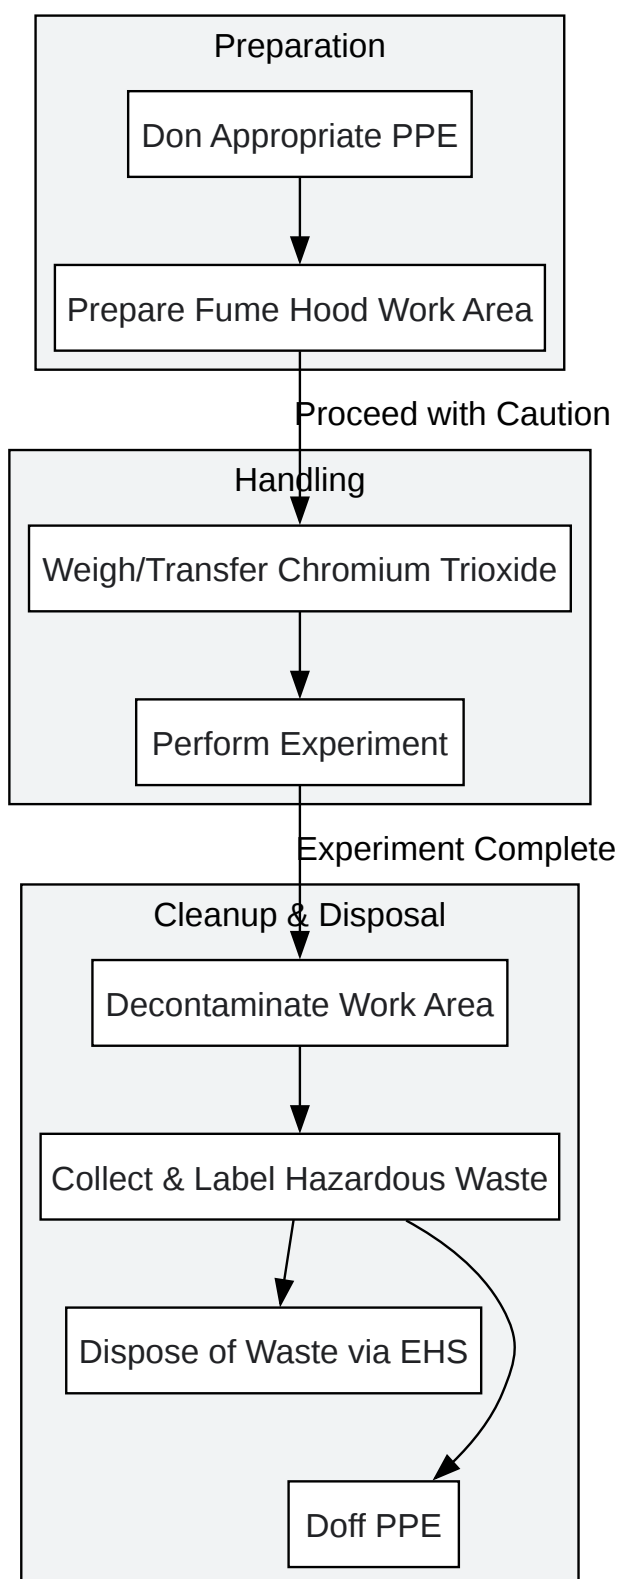 Preparation
Don Appropriate PPE
Prepare Fume Hood Work Area
Proceed with Caution
Handling
Weigh/Transfer Chromium Trioxide
Perform Experiment
Experiment Complete
Cleanup & Disposal
Decontaminate Work Area
Collect & Label Hazardous Waste
Dispose of Waste via EHS
Doff PPE